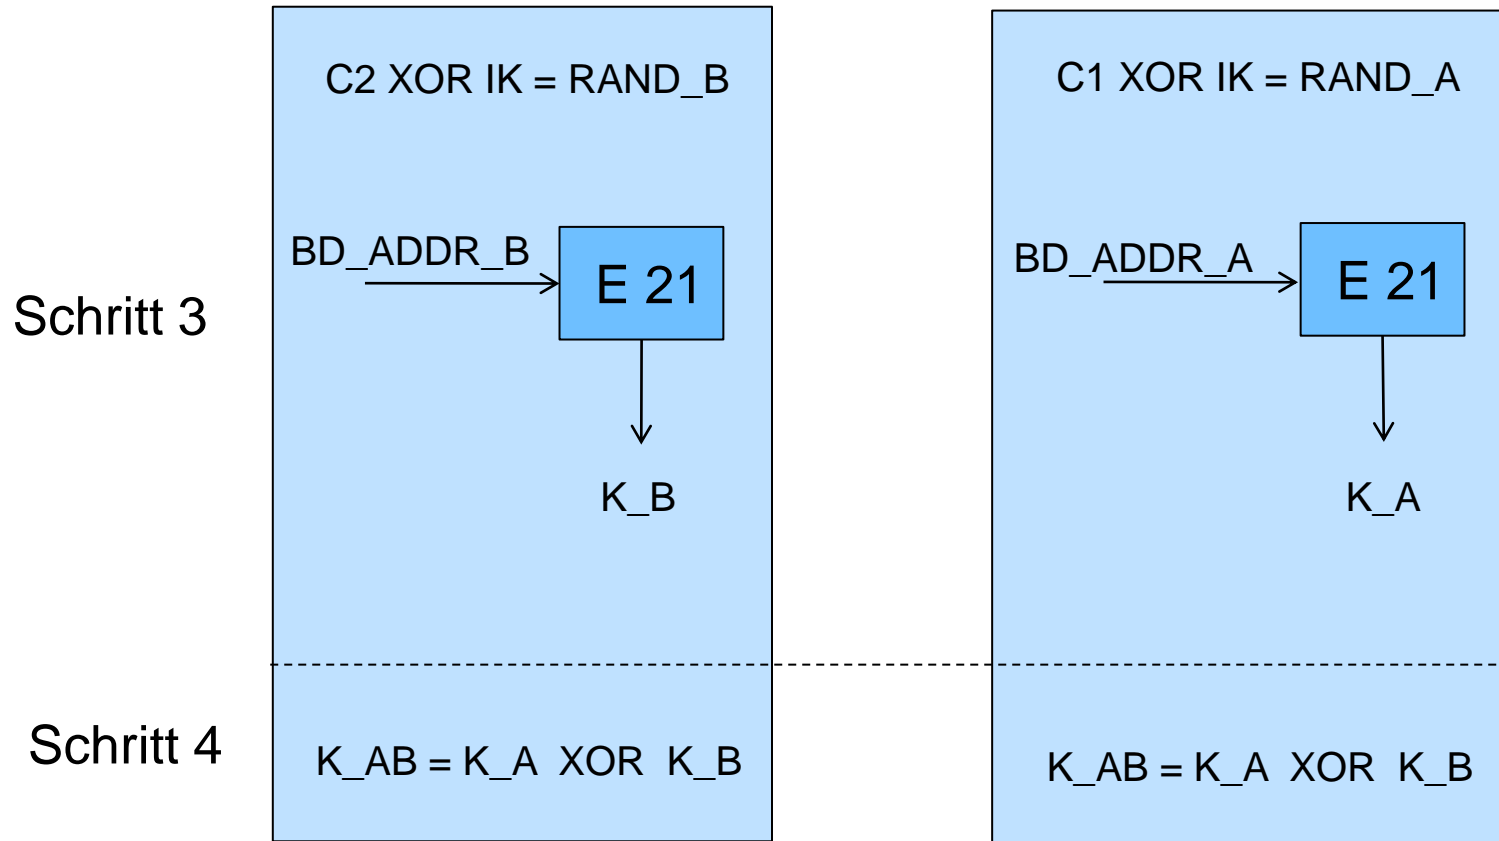 C2 XOR IK = RAND_B
C1 XOR IK = RAND_A
Schritt 3
BD_ADDR_B
E 21
BD_ADDR_A
E 21
K_B
K_A
Schritt 4
K_AB = K_A XOR K_B
K_AB = K_A XOR K_B